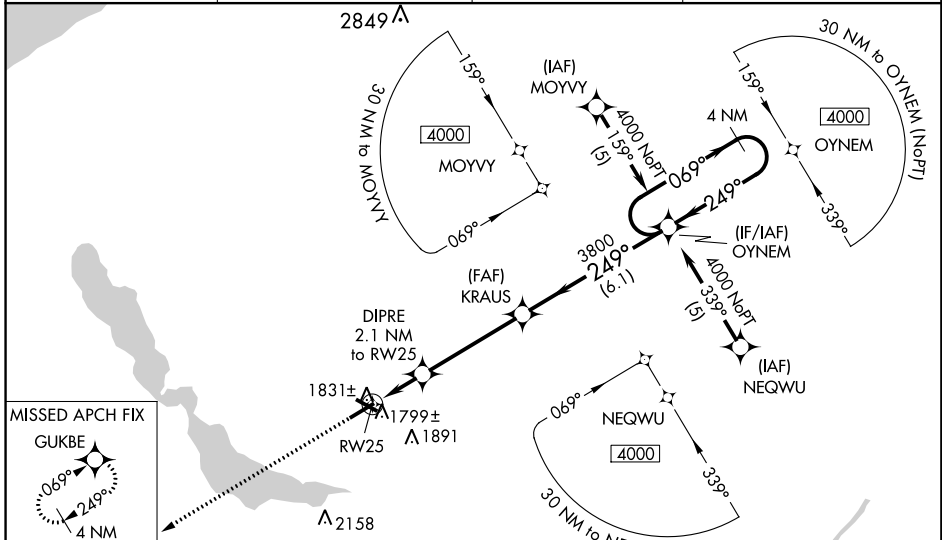 2849
159°
30 NM to MOYVY
4000
MOYVY
069°
(IAF)
MOYVY
4000 NoPT
159°
(5)
4 NM
069°
249°
30 NM to OYNEM (NoPT)
159°
4000
OYNEM
339°
(IF/IAF)
OYNEM
3800
249°
(6.1)
(FAF)
KRAUS
4000 NoPT
339°
(5)
(IAF)
NEQWU
DIPRE
2.1 NM
to RW25
1831±
1799±
1891
RW25
069°
NEQWU
4000
339°
30 NM to NE
2158
MISSED APCH FIX
GUKBE
069°
249°
4 NM